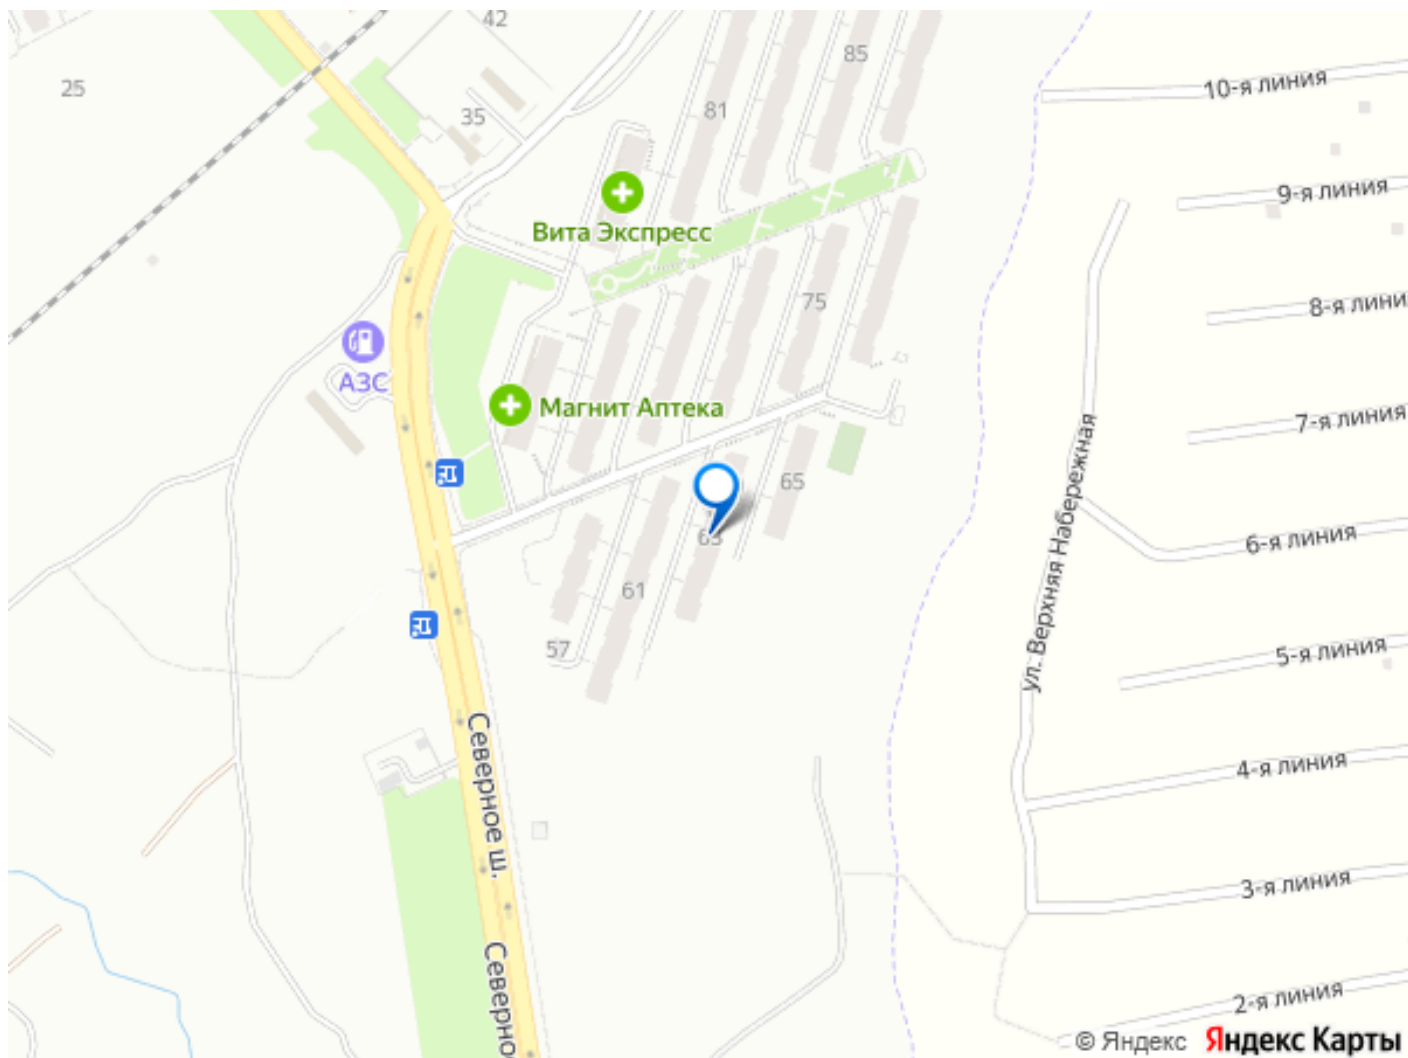 42
25
85
10-я линия
35
81
9-я линия
Вита Экспресс
75
8-я лини
АЗС
Магнит Аптека
7-я линия
65
63
6-я линия
ул. Верхняя Набережная
61
57
5-я линия
Северное ш.
4-я линия
3-я линия
Северно
2-я линия
© Яндекс Яндекс Карты